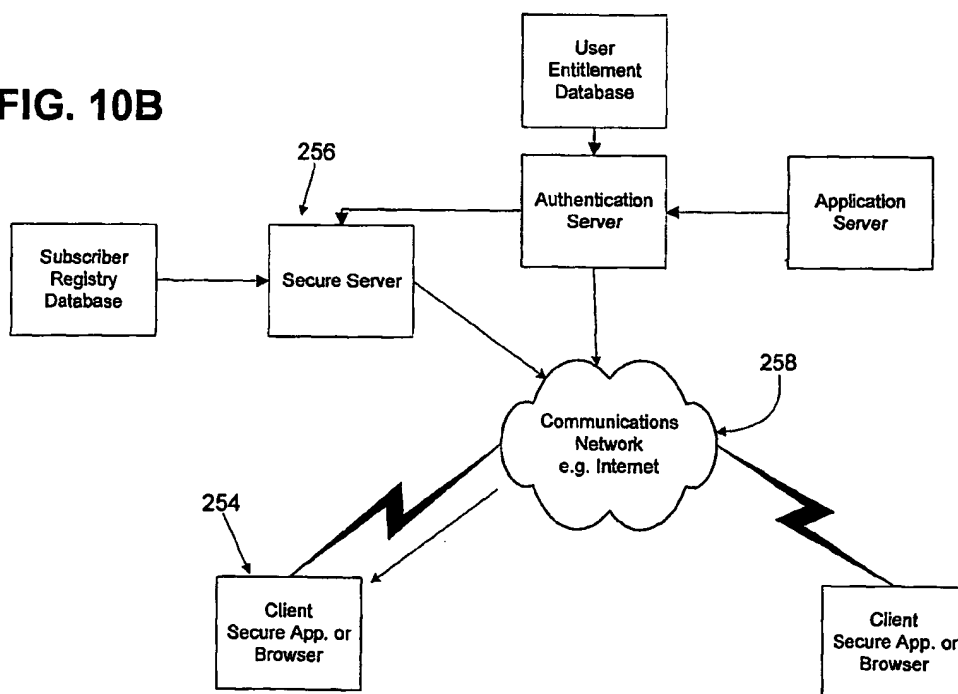 FIG. 10B
User
Entitlement
Database
256
Authentication
Server
Application
Server
Subscriber
Registry
Database
Secure Server
258
Communications
Network
e.g. Internet
254
Client
Secure App. or
Browser
Client
Secure App. or
Browser